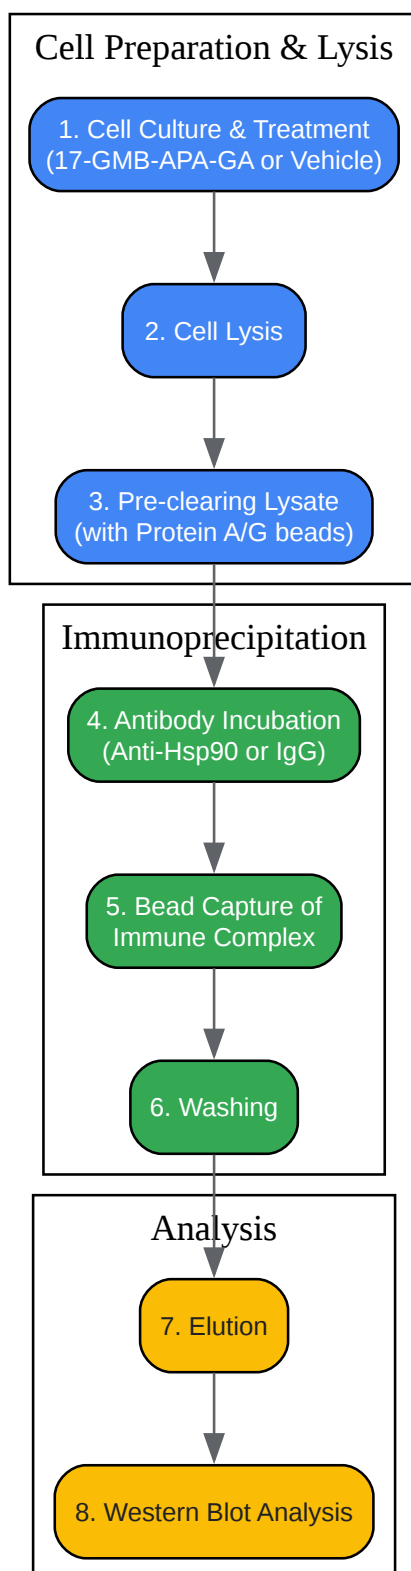 Cell Preparation & Lysis
1. Cell Culture & Treatment
(17-GMB-APA-GA or Vehicle)
2. Cell Lysis
3. Pre-clearing Lysate
(with Protein A/G beads)
Immunoprecipitation
4. Antibody Incubation
(Anti-Hsp90 or IgG)
5. Bead Capture of
Immune Complex
6. Washing
Analysis
7. Elution
8. Western Blot Analysis